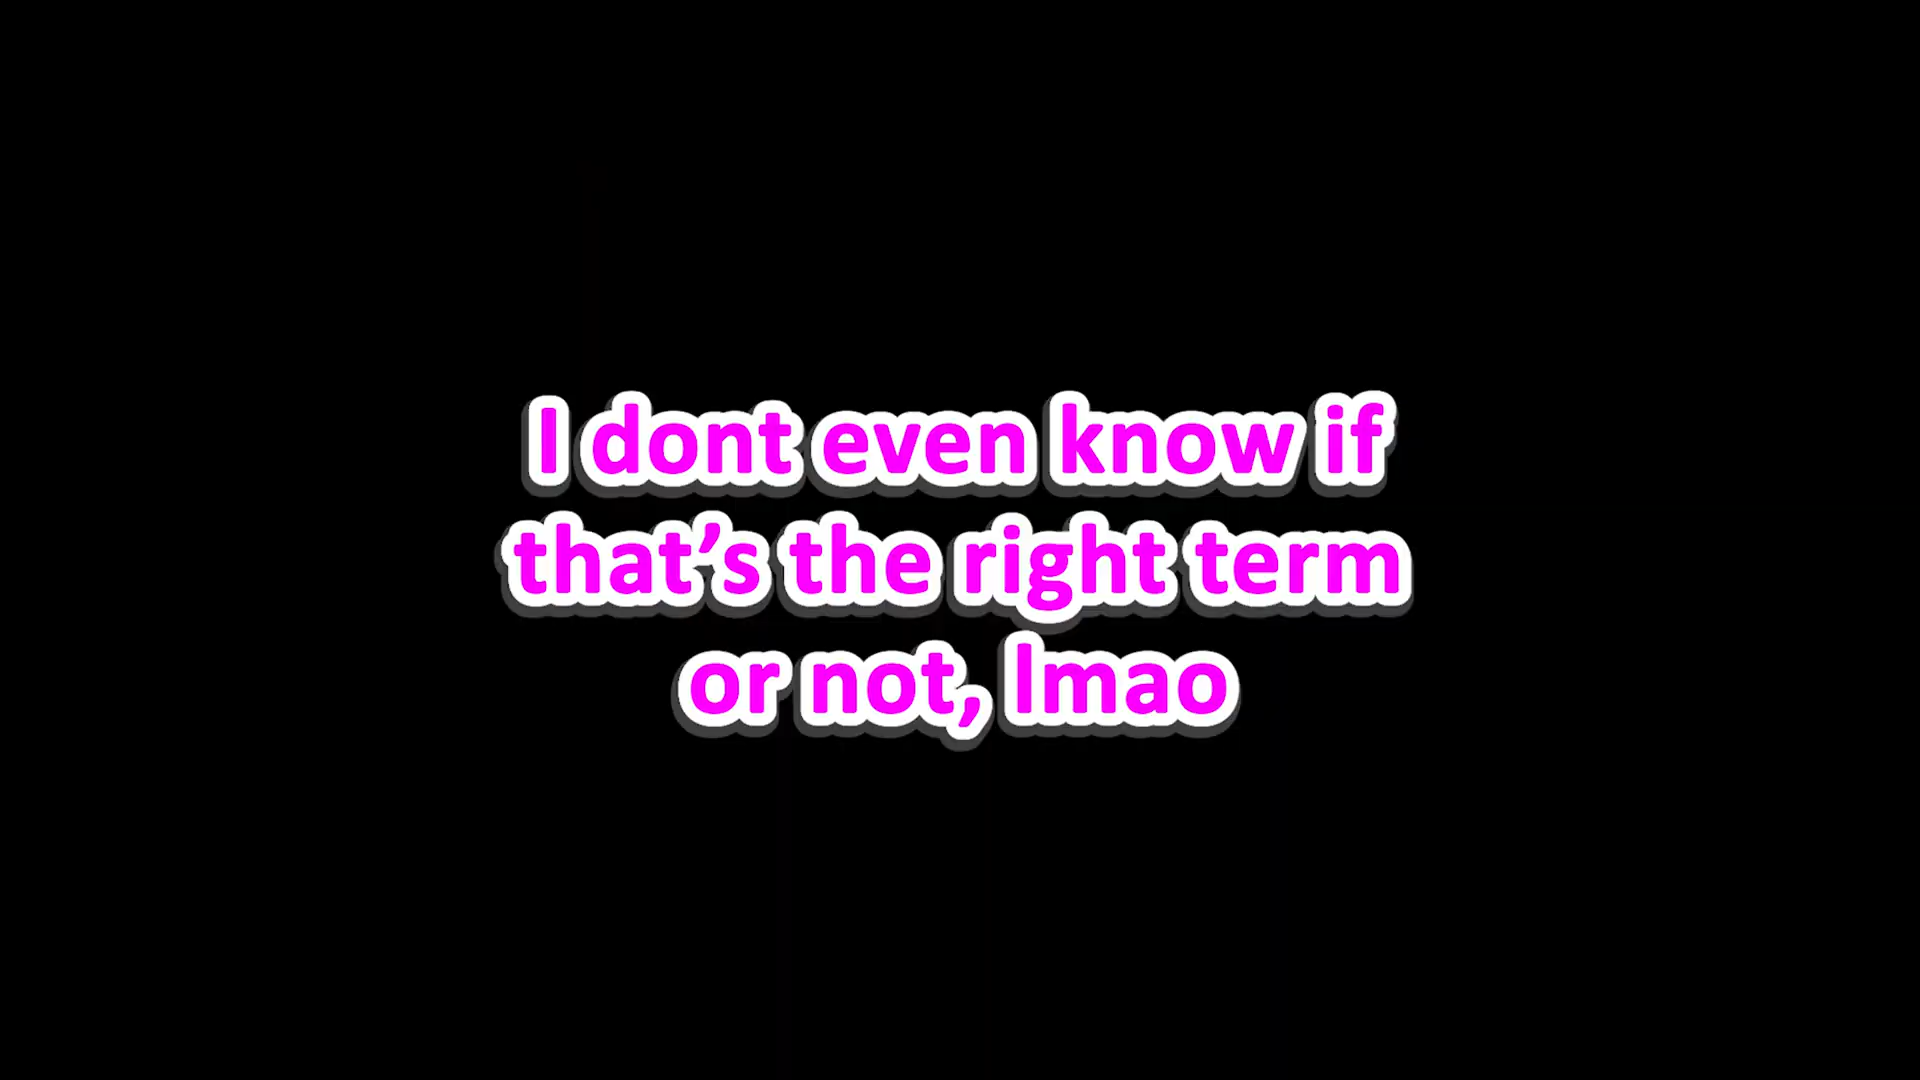 I dont even know if
that’s the right term
or not, lmao